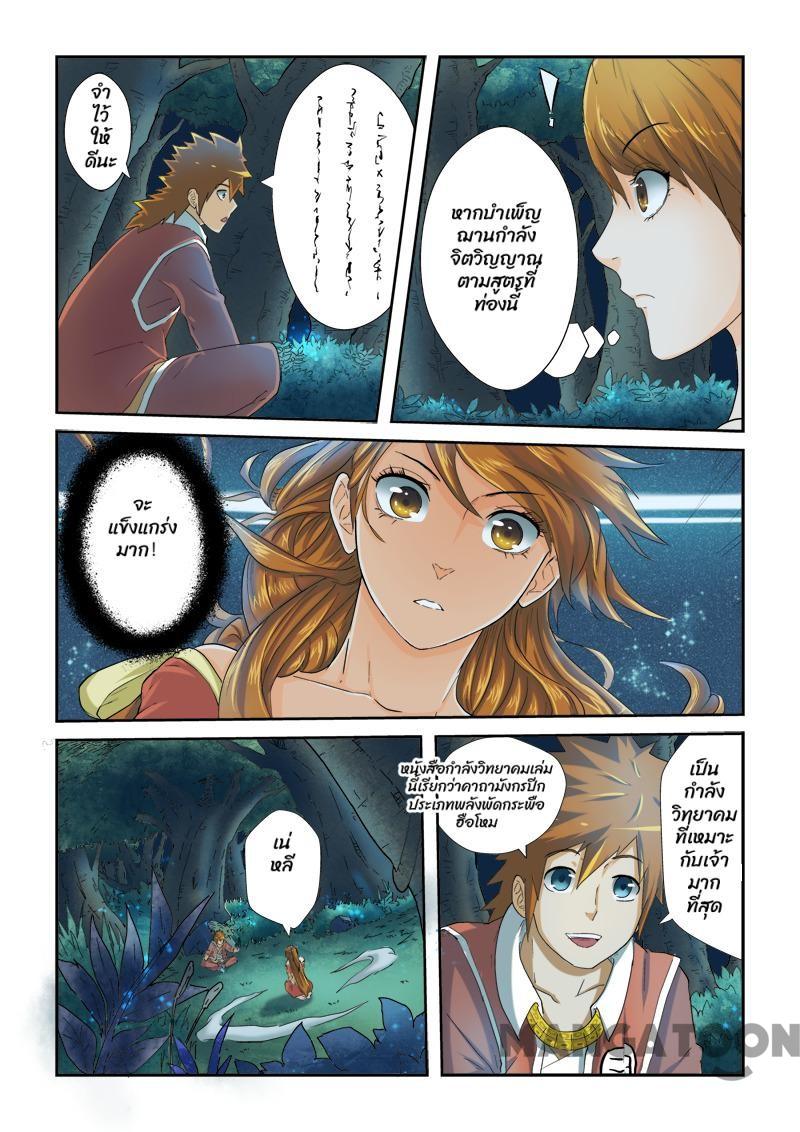 จำ
ไว้
ให้
ดีนะ
!
หากบำเพ็ญ
ฌานกำลัง
จิตวิญญาณ
ตามสูตรที่
ท่องนี้
จะ
แข็งแกร่ง
มาก!
เน่
หลี
หนังสือกำลังวิทยาคมเล่ม
นี้เรียกว่าคาถามังกรปีก
ประเภทพลังพัดกระพือ
ฮือโหม
เป็น
กำลัง
วิทยาคม
ที่เหมาะ
กับเจ้า
มาก
ที่สุด
MANGATOON